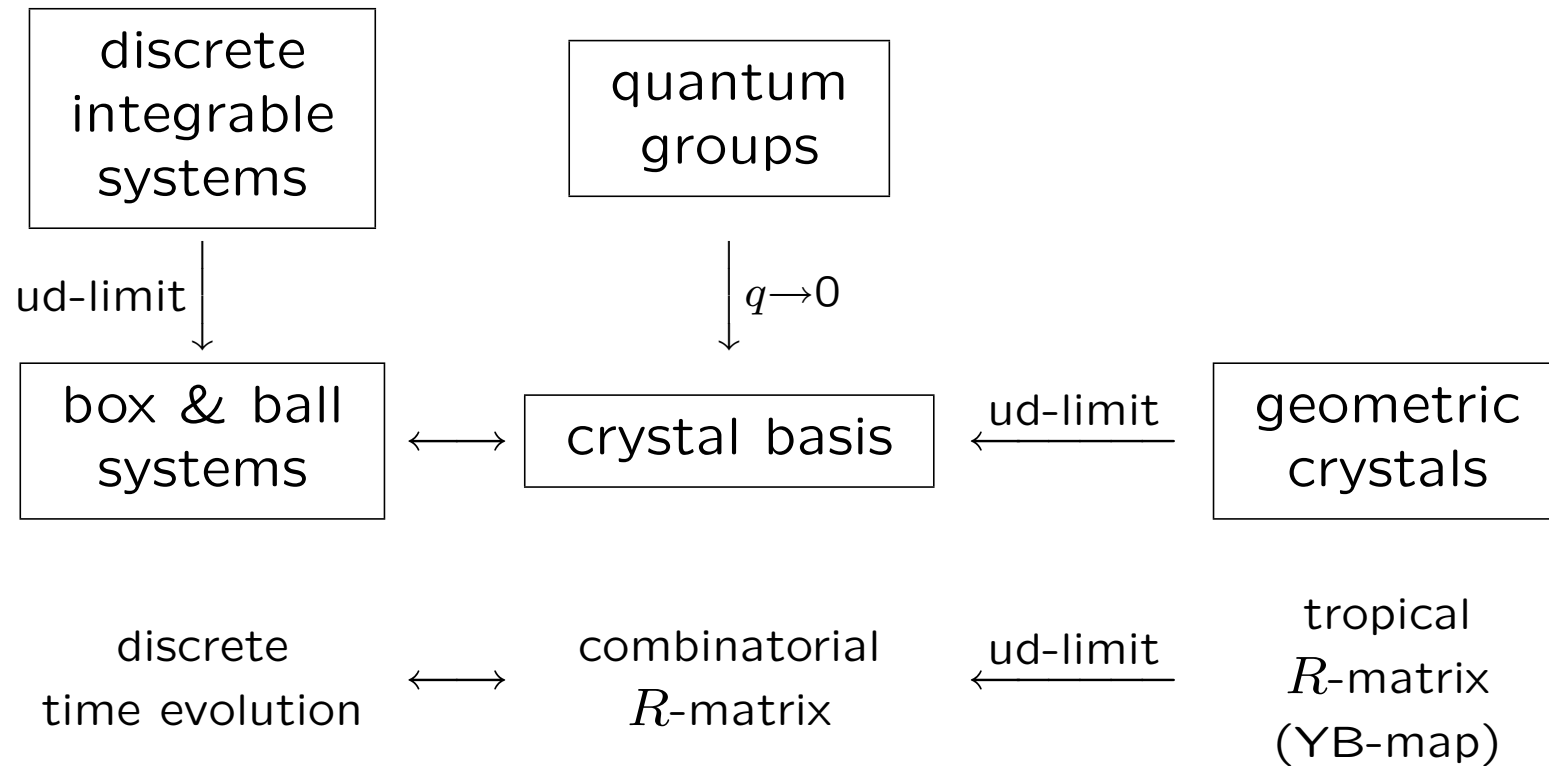 discrete
integrable
systems
quantum
groups
ud-limit
q→0
box & ball
systems
crystal basis
ud-limit
geometric
crystals
discrete
time evolution
combinatorial
R-matrix
ud-limit
tropical
R-matrix
(YB-map)